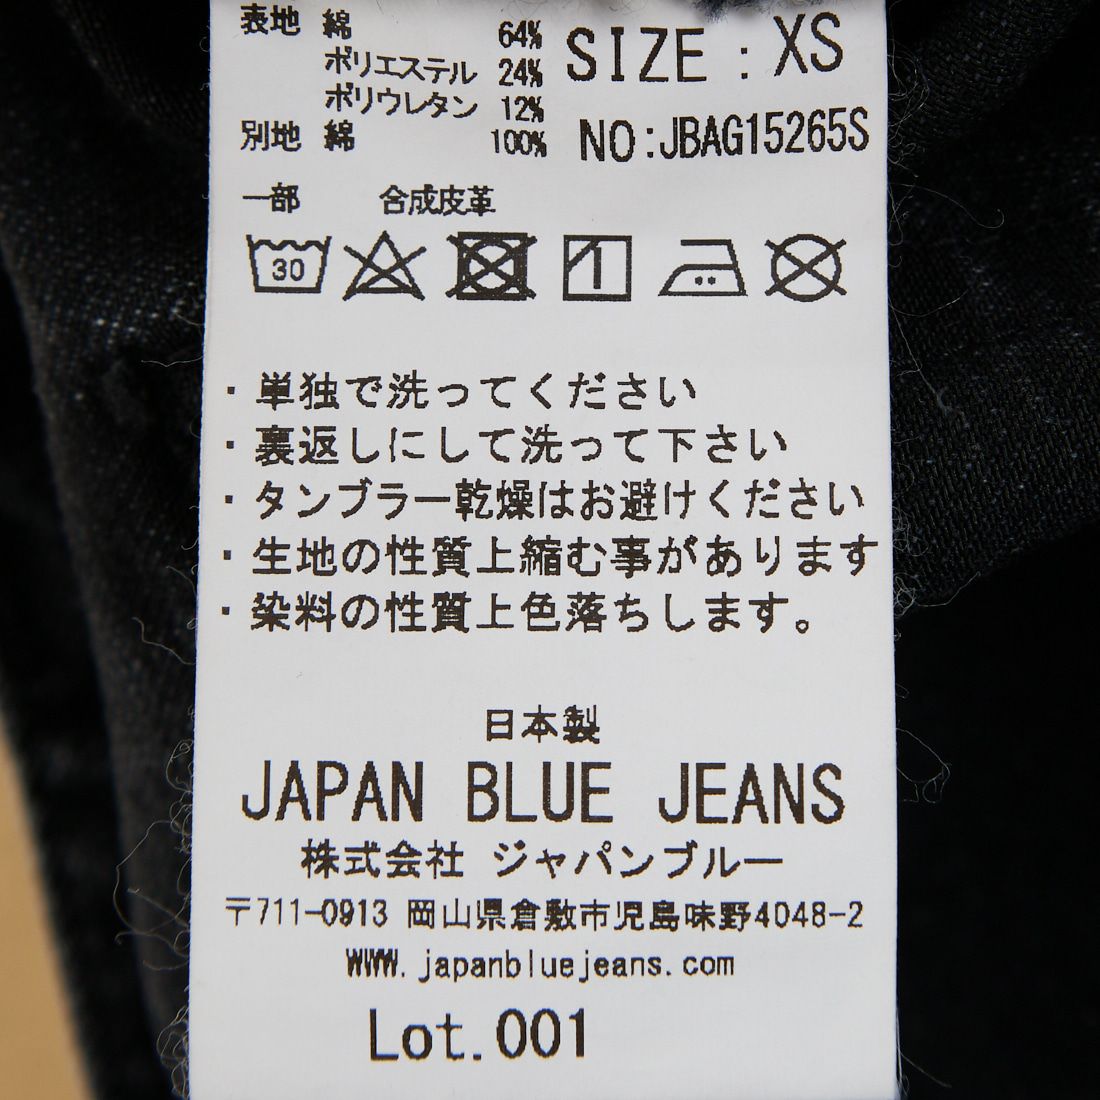 表地 綿 64% SIZE : XS
ポリエステル 24%
ポリウレタン 12%
別地 綿 100% NO:JBAG15265S
一部 合成皮革
30 1
・単独で洗ってください
・裏返しにして洗って下さい
・タンブラー乾燥はお避けください
・生地の性質上縮む事があります
・染料の性質上色落ちします。
日本製
JAPAN BLUE JEANS
株式会社 ジャパンブルー
〒711-0913 岡山県倉敷市児島味野4048-2
WWW.japanbluejeans.com
Lot.001